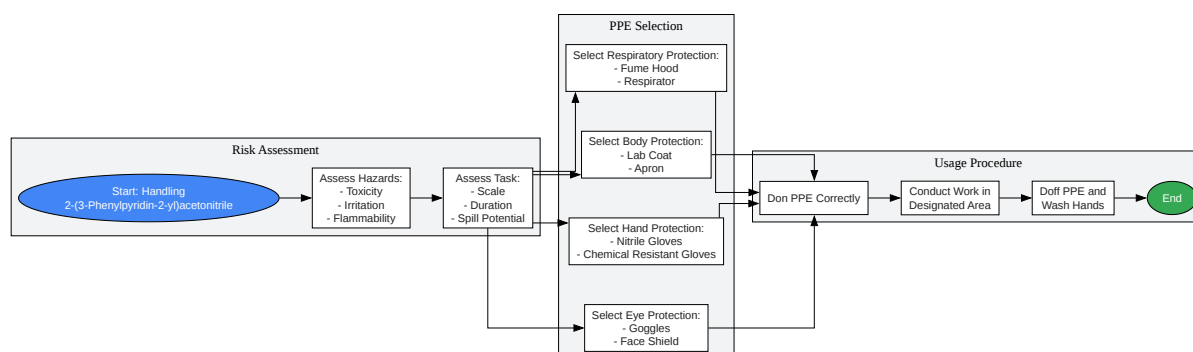 PPE Selection
Select Respiratory Protection:
- Fume Hood
- Respirator
Risk Assessment
Start: Handling
2-(3-Phenylpyridin-2-yl)acetonitrile
Assess Hazards:
- Toxicity
- Irritation
- Flammability
Assess Task:
- Scale
- Duration
- Spill Potential
Select Body Protection:
- Lab Coat
- Apron
Select Hand Protection:
- Nitrile Gloves
- Chemical Resistant Gloves
Select Eye Protection:
- Goggles
- Face Shield
Usage Procedure
Don PPE Correctly
Conduct Work in
Designated Area
Doff PPE and
Wash Hands
End